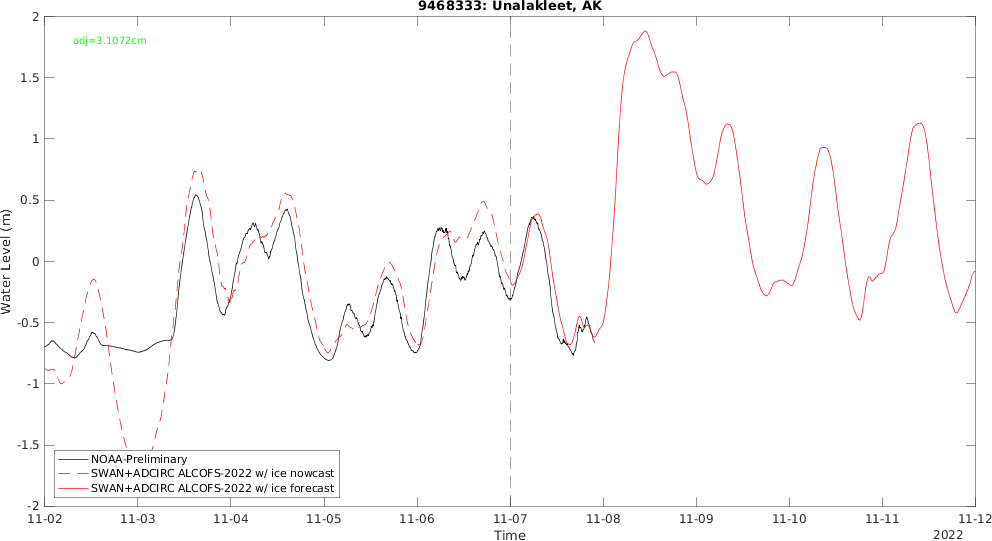 9468333: Unalakleet, AK
adj=3.1072cm
Water Level (m)
2
1.5
1
0.5
0
-0.5
-1
-1.5
-2
NOAA-Preliminary
SWAN+ADCIRC ALCOFS-2022 w/ ice nowcast
SWAN+ADCIRC ALCOFS-2022 w/ ice forecast
11-02 11-03 11-04 11-05 11-06 11-07 11-08 11-09 11-10 11-11 11-12
Time
2022